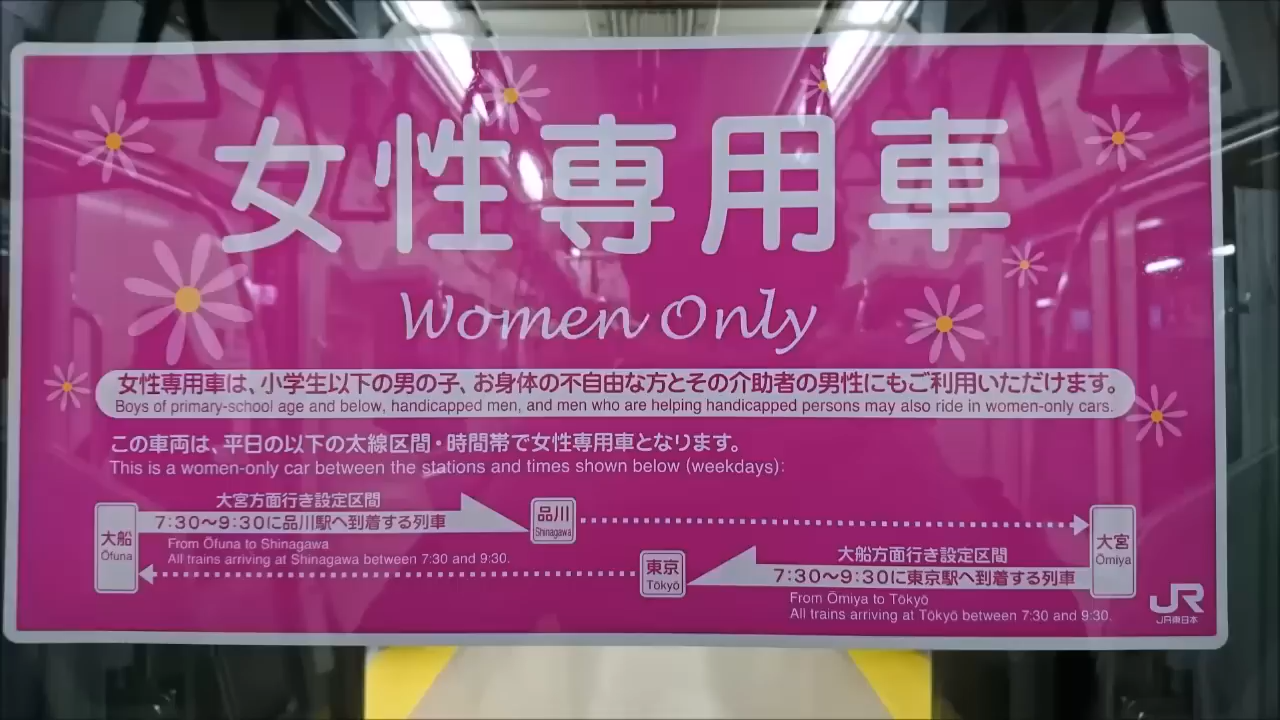 女性専用車
Women Only
女性専用車は、小学生以下の男の子、お身体の不自由な方とその介助者の男性にもご利用いただけます。
Boys of primary-school age and below, handicapped men, and men who are helping handicapped persons may also ride in women-only cars.
この車両は、平日の以下の太線区間・時間帯で女性専用車となります。
This is a women-only car between the stations and times shown below (weekdays):
大宮方面行き設定区間
7:30〜9:30に品川駅へ到着する列車
大船
Ōfuna
品川
Shinagawa
From Ōfuna to Shinagawa
All trains arriving at Shinagawa between 7:30 and 9:30.
大宮
Ōmiya
東京
Tōkyō
大船方面行き設定区間
7:30〜9:30に東京駅へ到着する列車
From Ōmiya to Tōkyō
All trains arriving at Tōkyō between 7:30 and 9:30.
JR
JR東日本